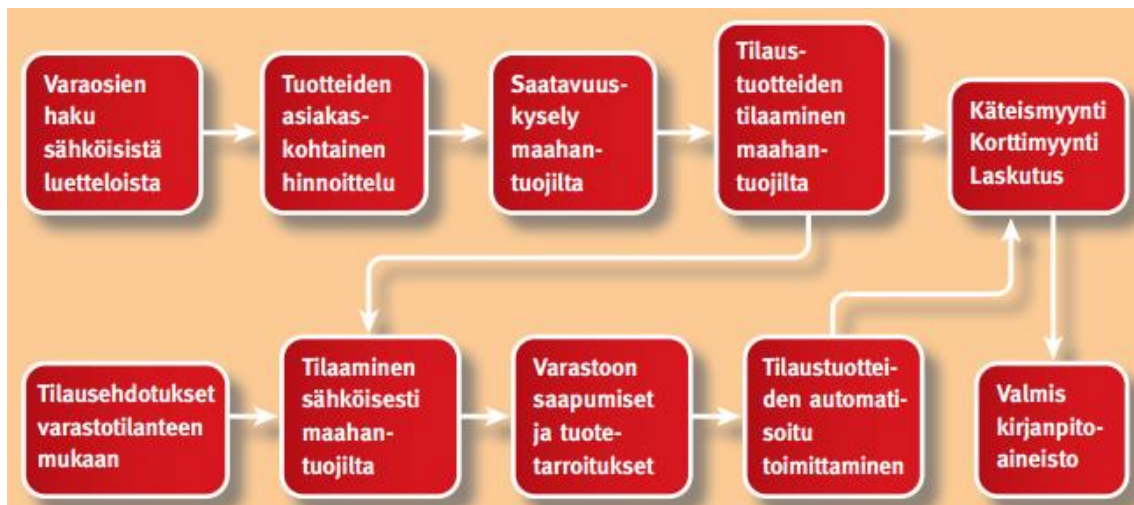 Varaosien
haku
sähköisistä
luetteloista
Tuotteiden
asiakas-
kohtainen
hinnoittelu
Saatavuus-
kysely
maahan-
tuojilta
Tilaus-
tuotteiden
tilaaminen
maahan-
tuojilta
Käteismyynti
Korttimyynti
Laskutus
Tilausehdotukset
varastotilanteen
mukaan
Tilaaminen
sähköisesti
maahan-
tuojilta
Varastoon
saapumiset
ja tuote-
tarroitukset
Tilaustuottei-
den automati-
soitu
toimittaminen
Valmis
kirjanpito-
aineisto